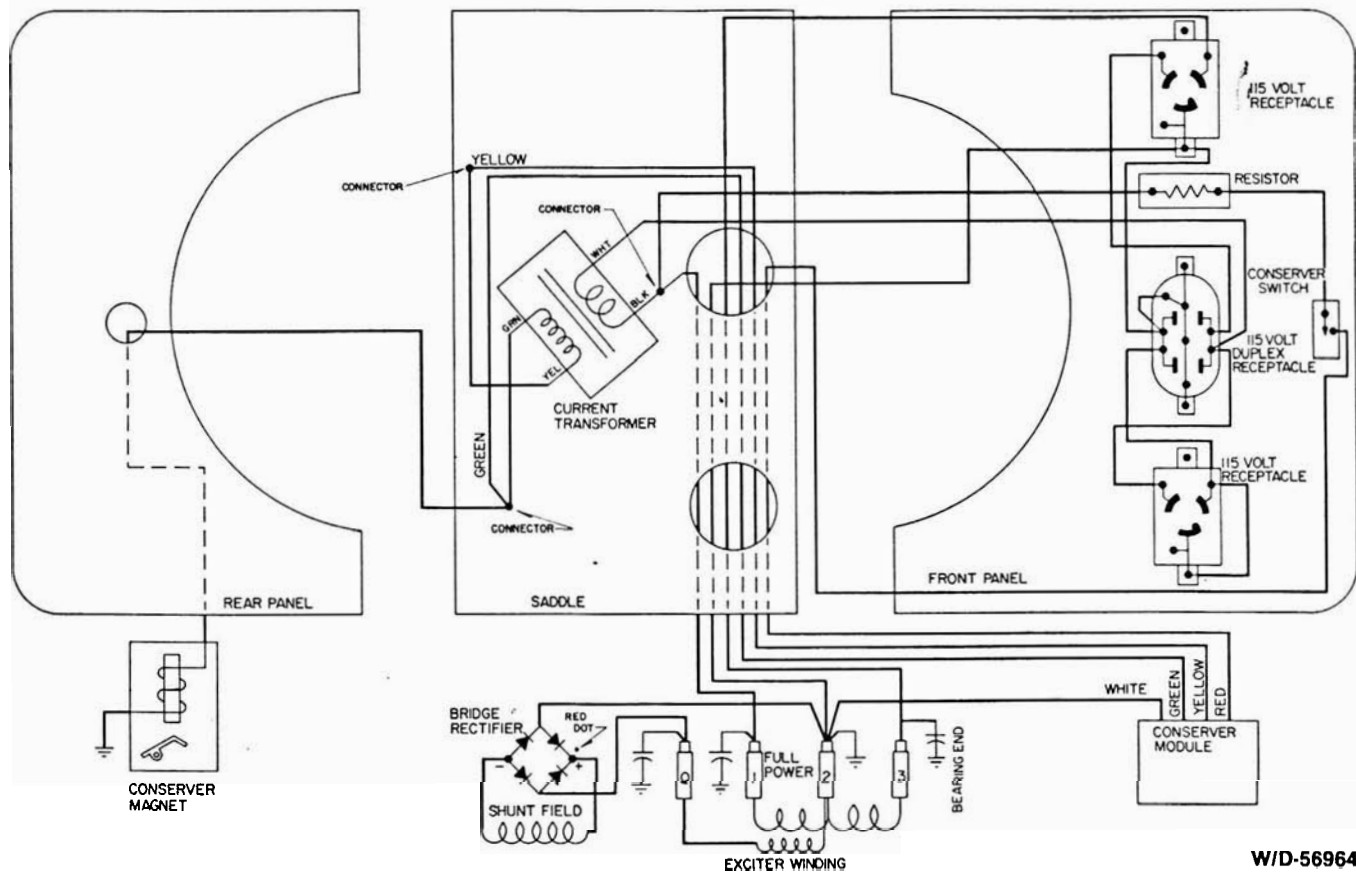 115 VOLT
RECEPTACLE
YELLOW
CONNECTOR
CONNECTOR
RESISTOR
WHT
BLK
CONSERVER
SWITCH
GRN
YEL
115 VOLT
DUPLEX
RECEPTACLE
CURRENT
TRANSFORMER
GREEN
115 VOLT
RECEPTACLE
CONNECTOR
REAR PANEL
SADDLE
FRONT PANEL
WHITE
GREEN
YELLOW
RED
BRIDGE
RECTIFIER
RED
DOT
CONSERVER
MODULE
- +
0
1
FULL
POWER
2
3
BEARING END
SHUNT FIELD
CONSERVER
MAGNET
EXCITER WINDING
W/D-56964